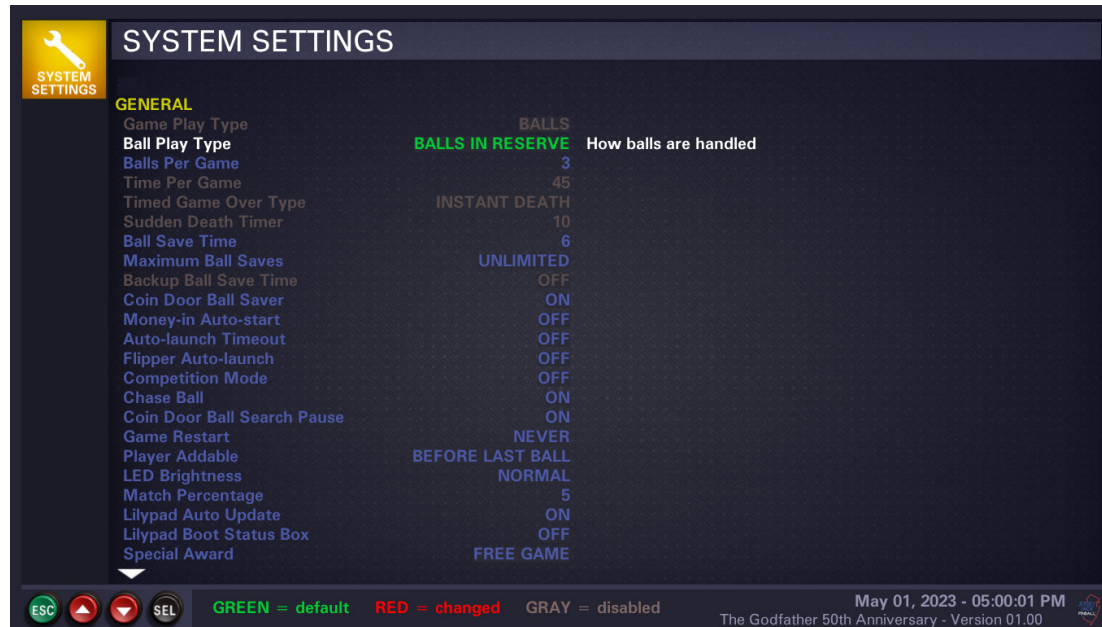 SYSTEM SETTINGS
SYSTEM
SETTINGS
GENERAL
Game Play Type BALLS
Ball Play Type BALLS IN RESERVE How balls are handled
Balls Per Game 3
Time Per Game 45
Timed Game Over Type INSTANT DEATH
Sudden Death Timer 10
Ball Save Time 6
Maximum Ball Saves UNLIMITED
Backup Ball Save Time OFF
Coin Door Ball Saver ON
Money-in Auto-start OFF
Auto-launch Timeout OFF
Flipper Auto-launch OFF
Competition Mode OFF
Chase Ball ON
Coin Door Ball Search Pause ON
Game Restart NEVER
Player Addable BEFORE LAST BALL
LED Brightness NORMAL
Match Percentage 5
Lilypad Auto Update ON
Lilypad Boot Status Box OFF
Special Award FREE GAME
ESC SEL GREEN = default RED = changed GRAY = disabled
May 01, 2023 - 05:00:01 PM
The Godfather 50th Anniversary - Version 01.00